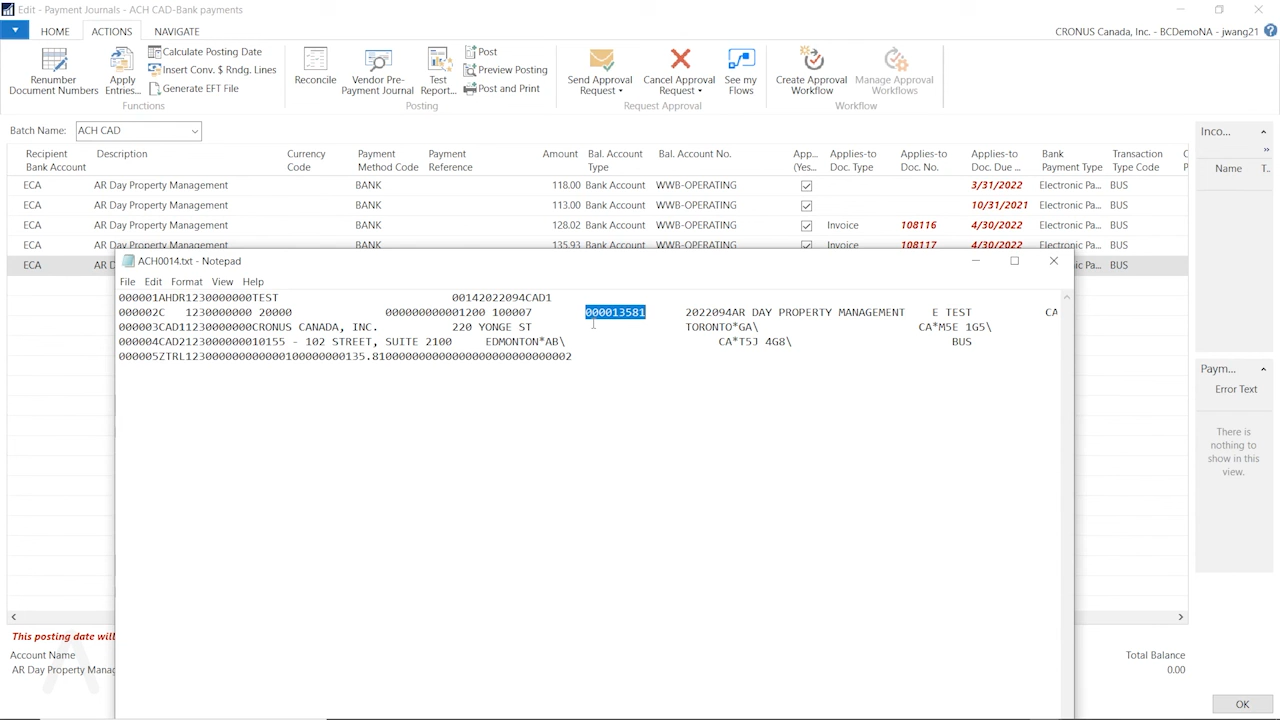 Edit - Payment Journals - ACH CAD-Bank payments
HOME ACTIONS NAVIGATE
CRONUS Canada, Inc. - BCDemoNA - jwang21
Renumber Document Numbers
Apply Entries...
Calculate Posting Date
Insert Conv. $ Rndg. Lines
Generate EFT File
Functions
Reconcile
Vendor Pre-Payment Journal
Test Report...
Post
Preview Posting
Post and Print
Posting
Send Approval Request
Cancel Approval Request
See my Flows
Request Approval
Create Approval Workflow
Manage Approval Workflows
Workflow
Batch Name: ACH CAD
Recipient Bank Account Description Currency Code Payment Method Code Payment Reference Amount Bal. Account Type Bal. Account No. App... (Yes... Applies-to Doc. Type Applies-to Doc. No. Applies-to Doc. Due ... Bank Payment Type Transaction Type Code
ECA AR Day Property Management BANK 118.00 Bank Account WWB-OPERATING 3/31/2022 Electronic Pa... BUS
ECA AR Day Property Management BANK 113.00 Bank Account WWB-OPERATING 10/31/2021 Electronic Pa... BUS
ECA AR Day Property Management BANK 128.02 Bank Account WWB-OPERATING Invoice 108116 4/30/2022 Electronic Pa... BUS
ECA AR Day Property Management BANK 135.93 Bank Account WWB-OPERATING Invoice 108117 4/30/2022 Electronic Pa... BUS
ECA AR D ic Pa... BUS
Inco...
Name T..
Paym...
Error Text
There is
nothing to
show in this
view.
ACH0014.txt - Notepad
File Edit Format View Help
000001AHDR1230000000TEST 00142022094CAD1
000002C 1230000000 20000 000000000001200 100007 000013581 2022094AR DAY PROPERTY MANAGEMENT E TEST CA
000003CAD11230000000CRONUS CANADA, INC. 220 YONGE ST TORONTO*GA\ CA*M5E 1G5\
000004CAD212300000010155 - 102 STREET, SUITE 2100 EDMONTON*AB\ CA*T5J 4G8\ BUS
This posting date will
Account Name
AR Day Property Manag
Total Balance
0.00
OK